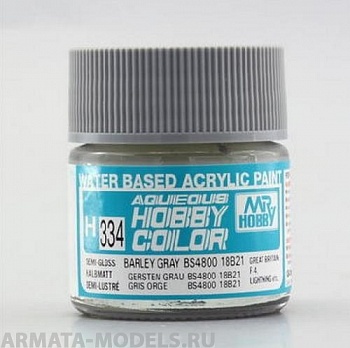 WATER BASED ACRYLIC PAINT
AQUEOUS
HOBBY
COLOR
H 334
MR.
HOBBY
SEMI-GLOSS
HALBMATT
SEMI-LUSTRÉ
BARLEY GRAY BS4800 18B21
GERSTEN GRAU BS4800 18B21
GRIS ORGE BS4800 18B21
GREAT BRITAIN
F.4,
LIGHTNING etc.
ARMATA-MODELS.RU